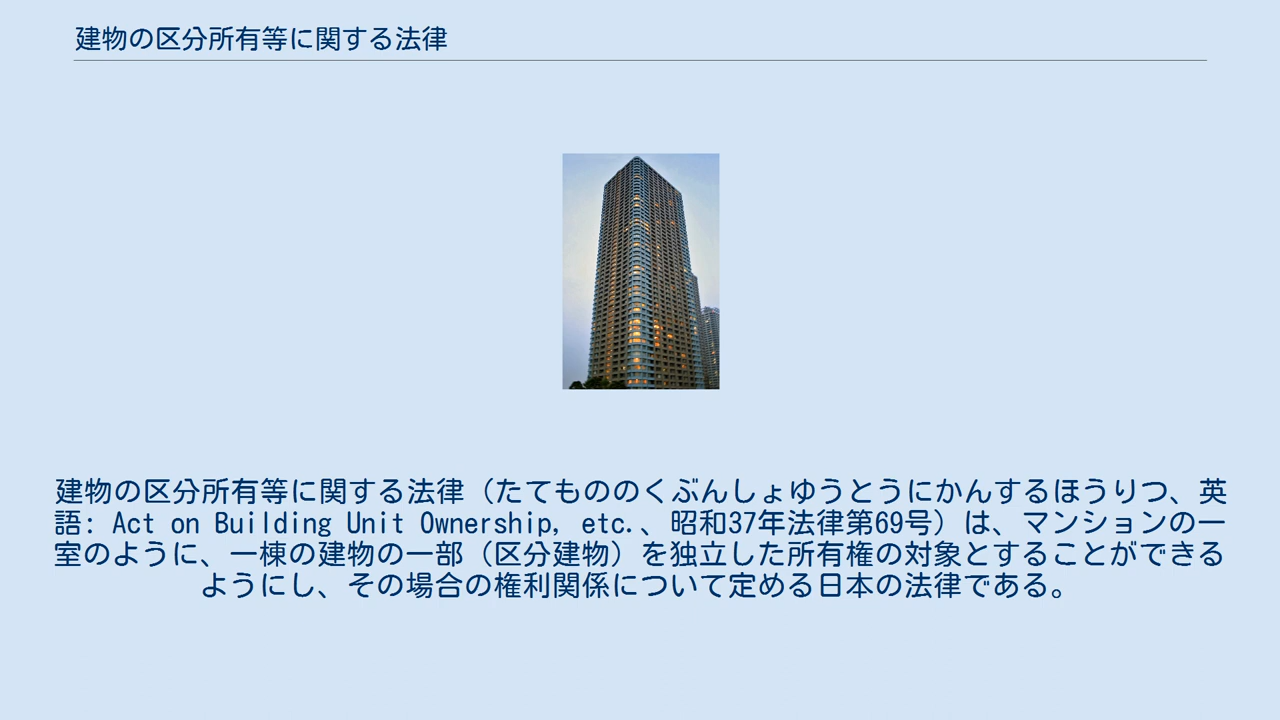 建物の区分所有等に関する法律
建物の区分所有等に関する法律（たてもののくぶんしょゆうとうにかんするほうりつ、英
語: Act on Building Unit Ownership, etc.、昭和37年法律第69号）は、マンションの一
室のように、一棟の建物の一部（区分建物）を独立した所有権の対象とすることができる
ようにし、その場合の権利関係について定める日本の法律である。